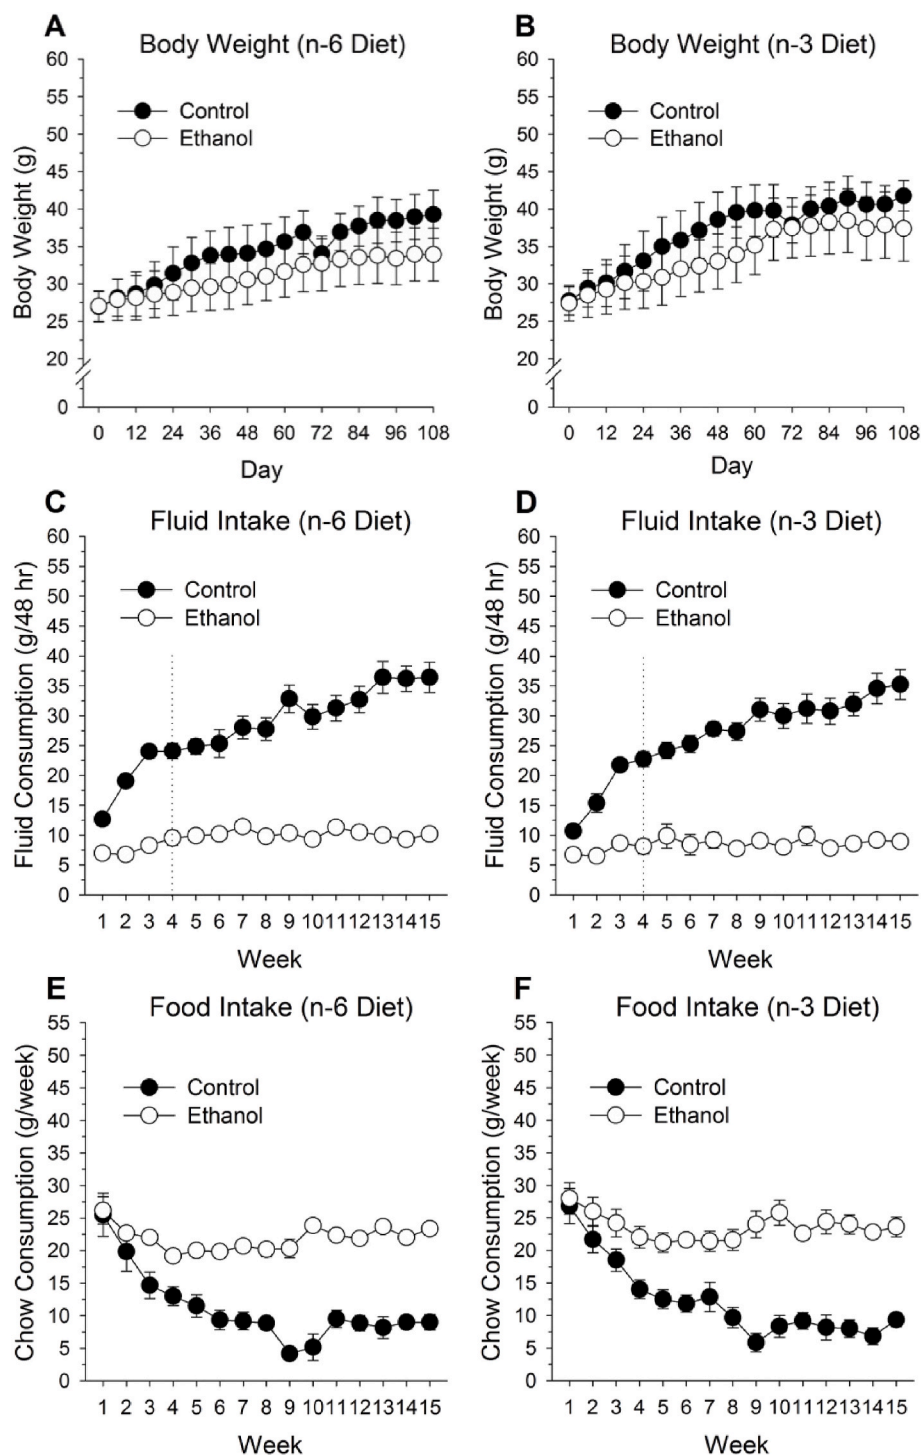 A
Body Weight (n-6 Diet)
Body Weight (g)
60
55
50
45
40
35
30
25
20
0
Control
Ethanol
0 12 24 36 48 60 72 84 96 108
Day
B
Body Weight (n-3 Diet)
Body Weight (g)
60
55
50
45
40
35
30
25
20
0
Control
Ethanol
0 12 24 36 48 60 72 84 96 108
Day
C
Fluid Intake (n-6 Diet)
Fluid Consumption (g/48 hr)
60
55
50
45
40
35
30
25
20
15
10
5
0
Control
Ethanol
1 2 3 4 5 6 7 8 9 10 11 12 13 14 15
Week
D
Fluid Intake (n-3 Diet)
Fluid Consumption (g/48 hr)
60
55
50
45
40
35
30
25
20
15
10
5
0
Control
Ethanol
1 2 3 4 5 6 7 8 9 10 11 12 13 14 15
Week
E
Food Intake (n-6 Diet)
Chow Consumption (g/week)
55
50
45
40
35
30
25
20
15
10
5
0
Control
Ethanol
1 2 3 4 5 6 7 8 9 10 11 12 13 14 15
Week
F
Food Intake (n-3 Diet)
Chow Consumption (g/week)
55
50
45
40
35
30
25
20
15
10
5
0
Control
Ethanol
1 2 3 4 5 6 7 8 9 10 11 12 13 14 15
Week